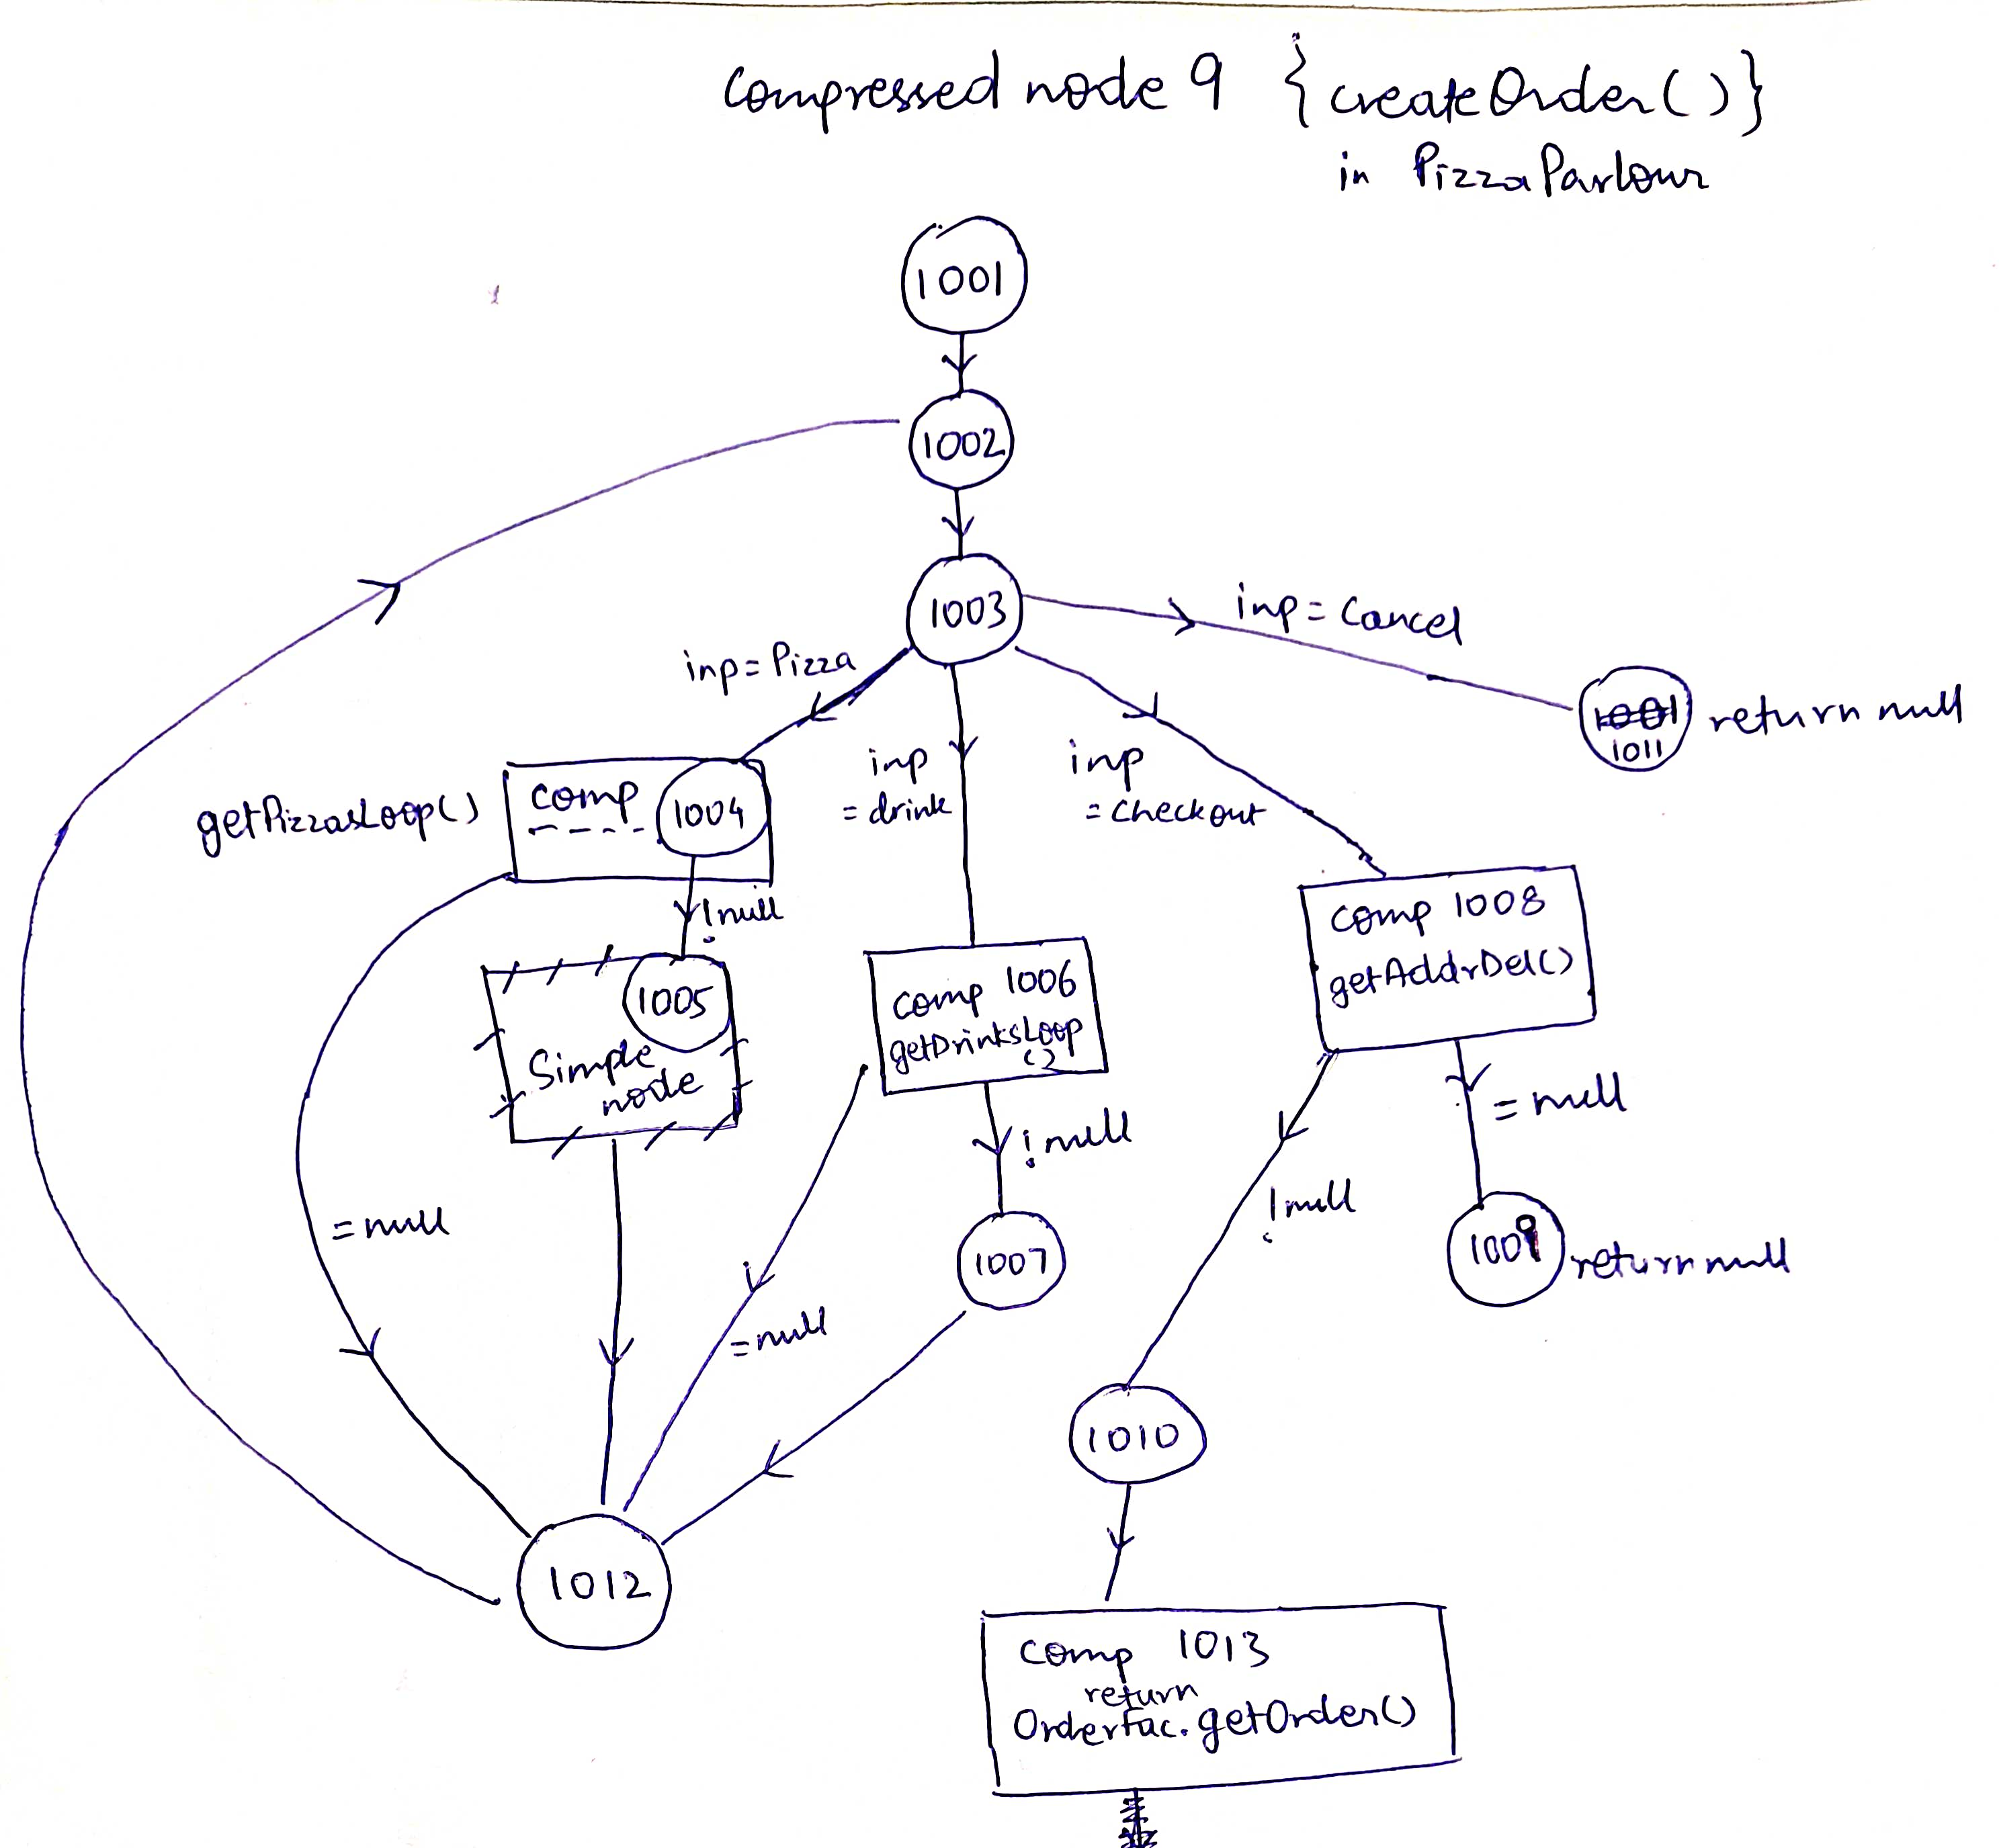 Compressed node 9 {createOrder()}
in PizzaParlour
1001
1002
1003
inp = Cancel
inp = Pizza
1011
return null
inp
= drink
inp
= checkout
getPizzasLoop()
comp
1004
!null
comp 1008
getAddrDel()
1005
Simple
node
comp 1006
getDrinksLoop
()
= null
!null
!null
= null
1007
1009
return null
= null
1010
1012
comp 1013
return
OrderFac.getOrder()